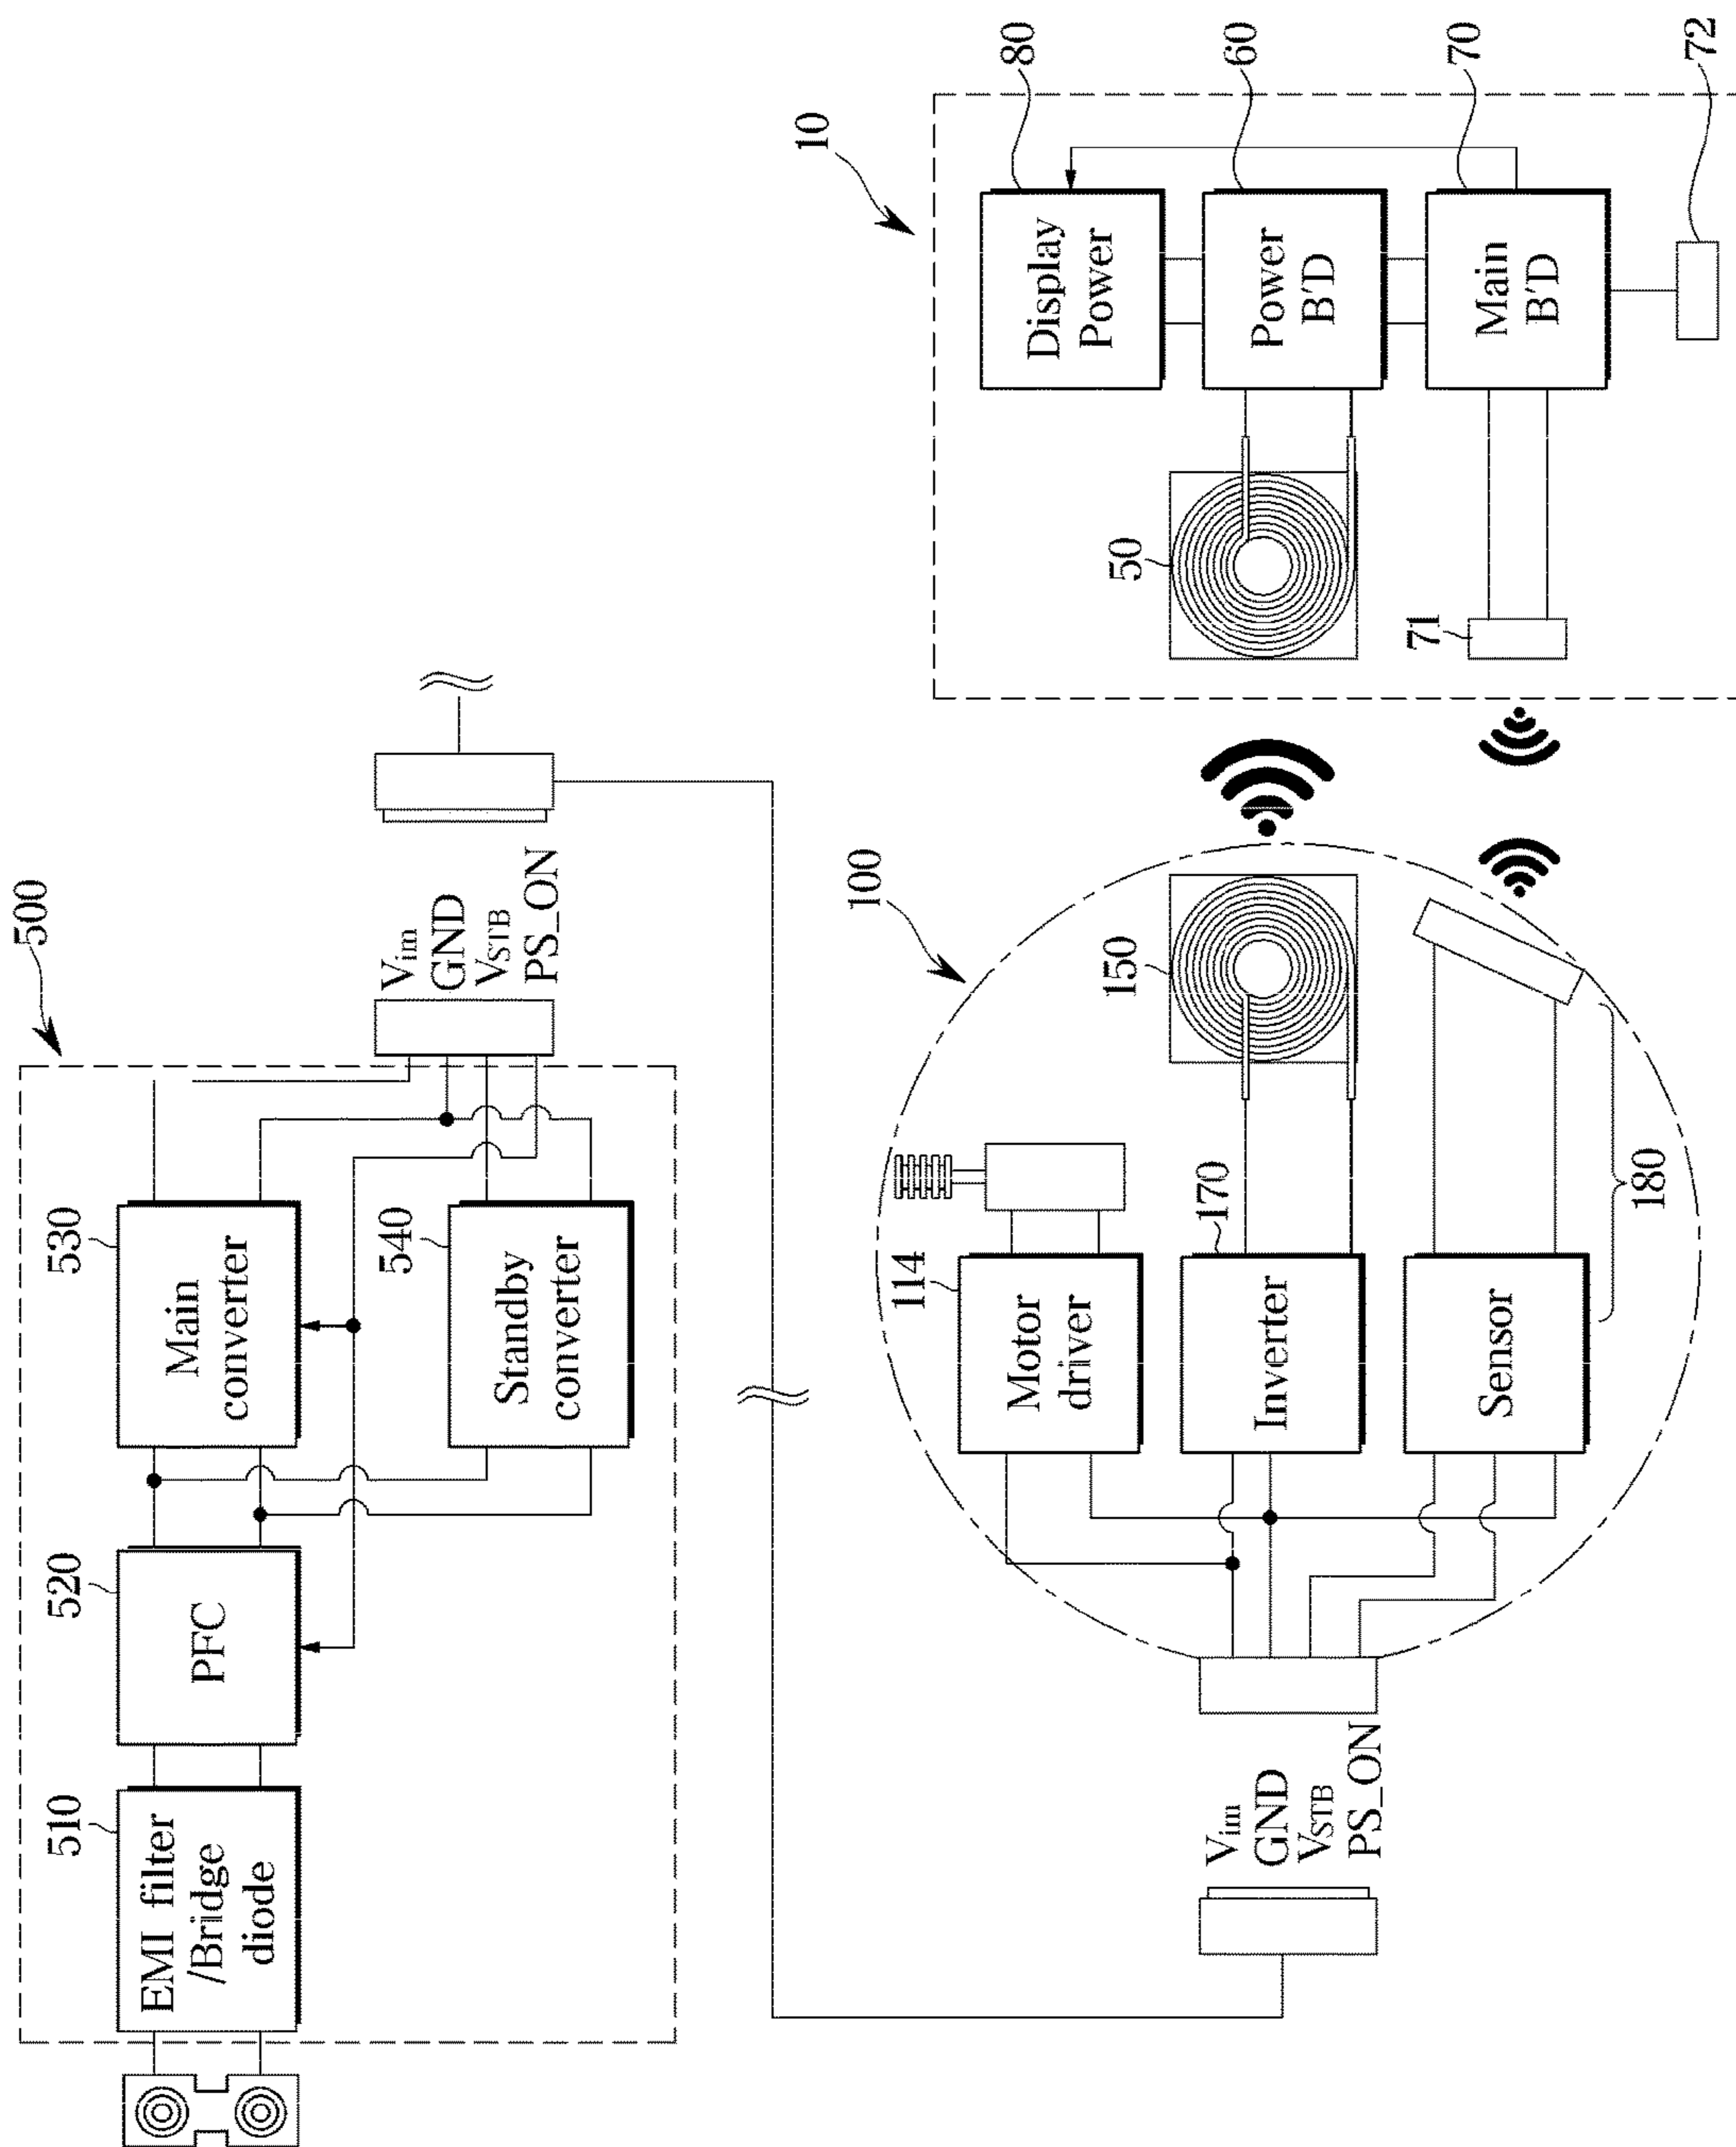 500
510
EMI filter
/Bridge
diode
520
PFC
530
Main
converter
540
Standby
converter
Vim
GND
VSTB
PS_ON
Vim
GND
VSTB
PS_ON
100
114
Motor
driver
170
Inverter
Sensor
180
150
10
50
71
80
Display
Power
60
Power
B'D
70
Main
B'D
72